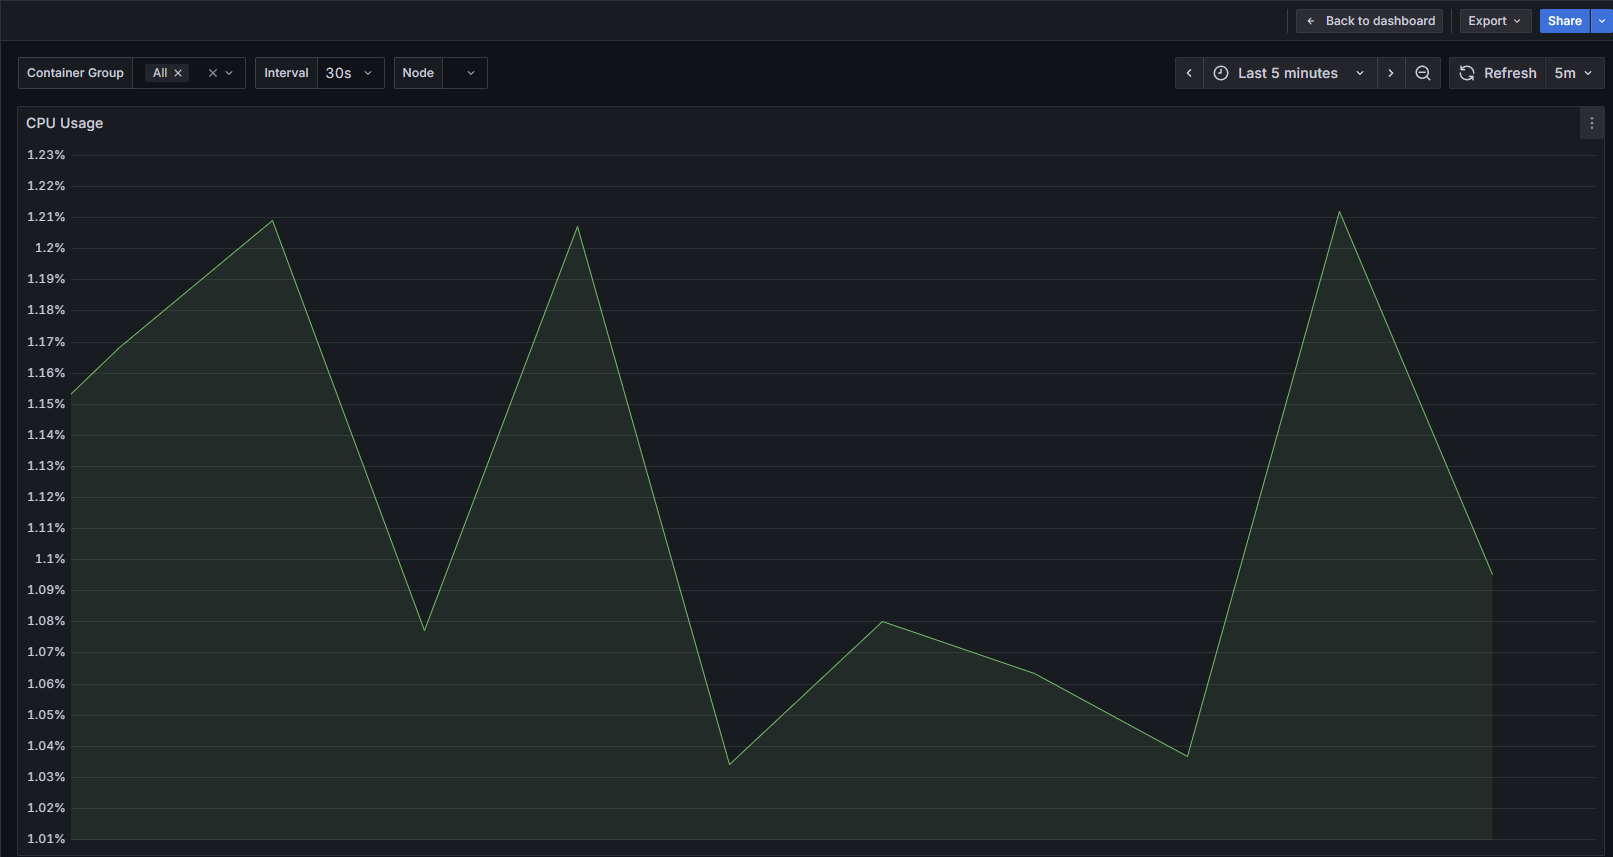 Back to dashboard
Export
Share
Container Group
All
Interval
30s
Node
Last 5 minutes
Refresh
5m
CPU Usage
1.23%
1.22%
1.21%
1.2%
1.19%
1.18%
1.17%
1.16%
1.15%
1.14%
1.13%
1.12%
1.11%
1.1%
1.09%
1.08%
1.07%
1.06%
1.05%
1.04%
1.03%
1.02%
1.01%